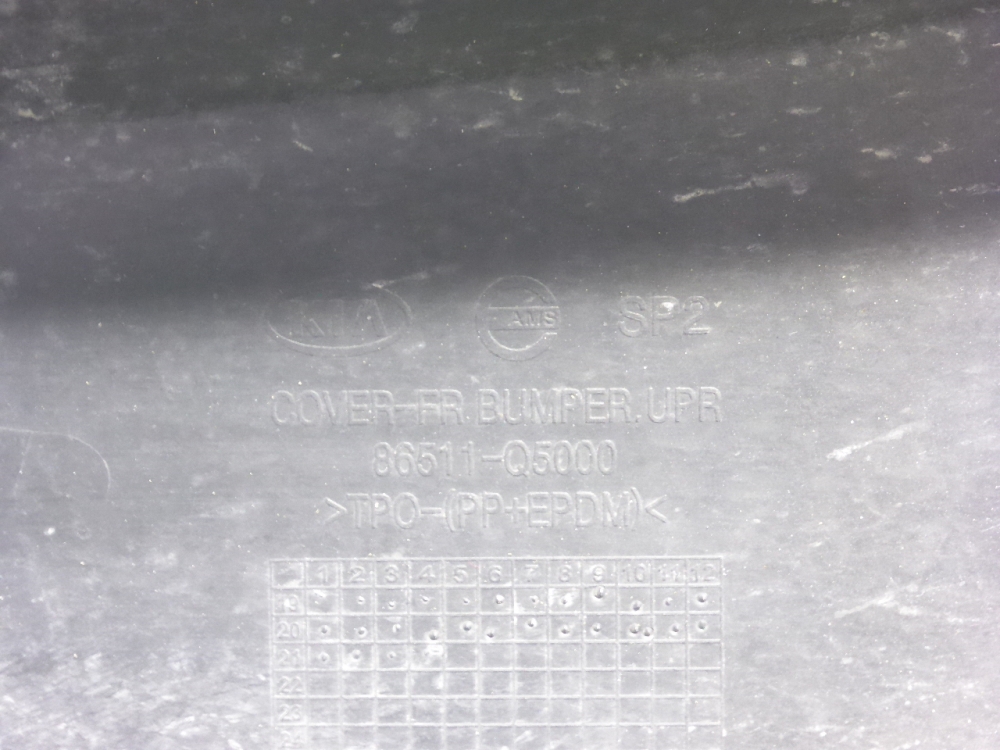 KIA AMS SP2
COVER-FR BUMPER.UPR
86511-Q5000
>TPO-(PP+EPDM)<
1 2 3 4 5 6 7 8 9 10 11 12
19
20
21
22
23